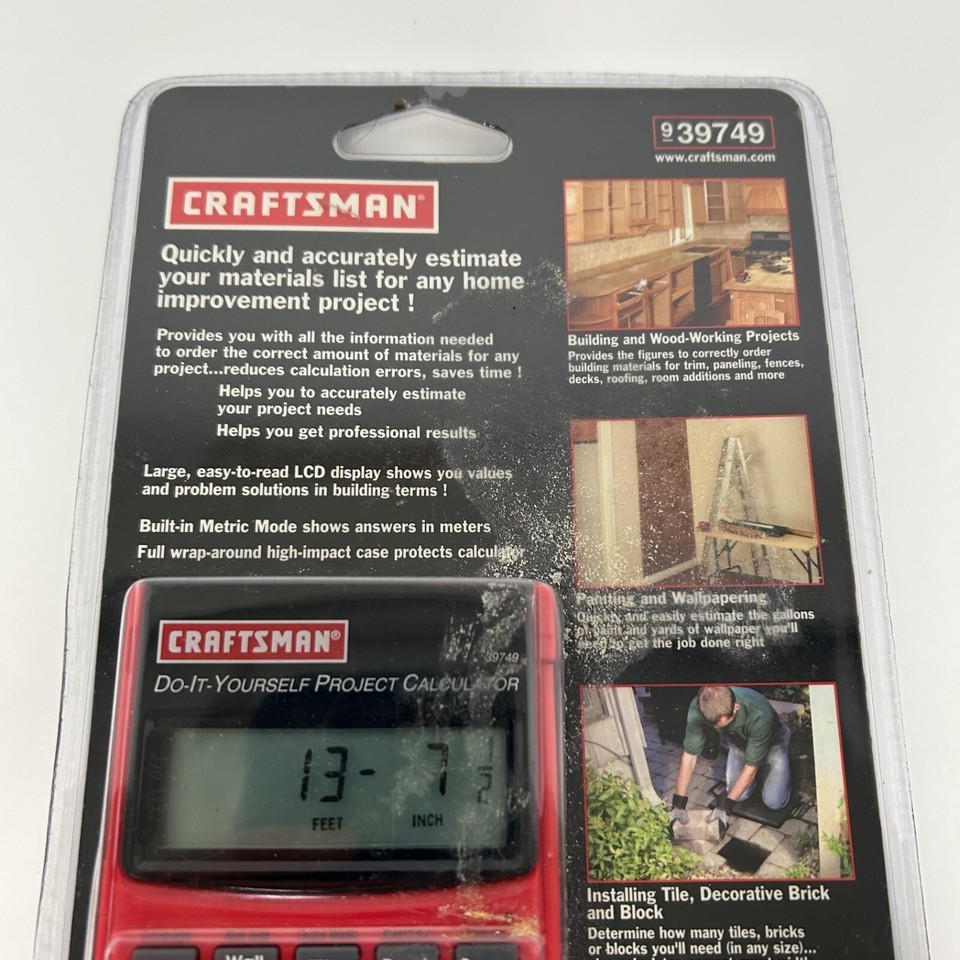 9 39749
www.craftsman.com
CRAFTSMAN®
Quickly and accurately estimate
your materials list for any home
improvement project !
Provides you with all the information needed
to order the correct amount of materials for any
project...reduces calculation errors, saves time !
Helps you to accurately estimate
your project needs
Helps you get professional results
Large, easy-to-read LCD display shows you values
and problem solutions in building terms !
Built-in Metric Mode shows answers in meters
Full wrap-around high-impact case protects calculator
Building and Wood-Working Projects
Provides the figures to correctly order
building materials for trim, paneling, fences,
decks, roofing, room additions and more
Painting and Wallpapering
Quickly and easily estimate the gallons
of paint and yards of wallpaper you'll
need to get the job done right
Installing Tile, Decorative Brick
and Block
Determine how many tiles, bricks
or blocks you'll need (in any size)...
CRAFTSMAN®
39749
DO-IT-YOURSELF PROJECT CALCULATOR
13 - 7
FEET INCH
Wall